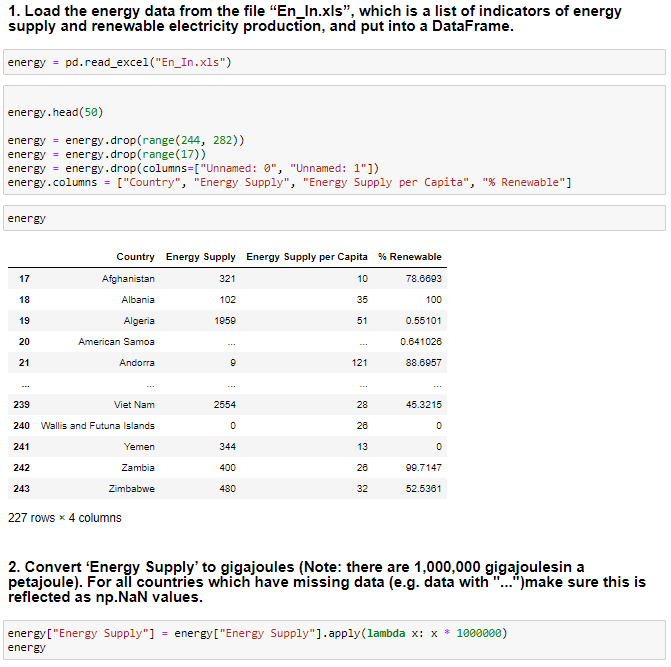 1. Load the energy data from the file “En_In.xls”, which is a list of indicators of energy
supply and renewable electricity production, and put into a DataFrame.
energy = pd.read_excel("En_In.xls")
energy.head(50)
energy = energy.drop(range(244, 282))
energy = energy.drop(range(17))
energy = energy.drop(columns=["Unnamed: 0", "Unnamed: 1"])
energy.columns = ["Country", "Energy Supply", "Energy Supply per Capita", "% Renewable"]
energy
Country Energy Supply Energy Supply per Capita % Renewable
17 Afghanistan 321 10 78.6693
18 Albania 102 35 100
19 Algeria 1959 51 0.55101
20 American Samoa ... ... 0.641026
21 Andorra 9 121 88.6957
... ... ... ... ...
239 Viet Nam 2554 28 45.3215
240 Wallis and Futuna Islands 0 26 0
241 Yemen 344 13 0
242 Zambia 400 26 99.7147
243 Zimbabwe 480 32 52.5361
227 rows × 4 columns
2. Convert ‘Energy Supply’ to gigajoules (Note: there are 1,000,000 gigajoulesin a
petajoule). For all countries which have missing data (e.g. data with "...")make sure this is
reflected as np.NaN values.
energy["Energy Supply"] = energy["Energy Supply"].apply(lambda x: x * 1000000)
energy